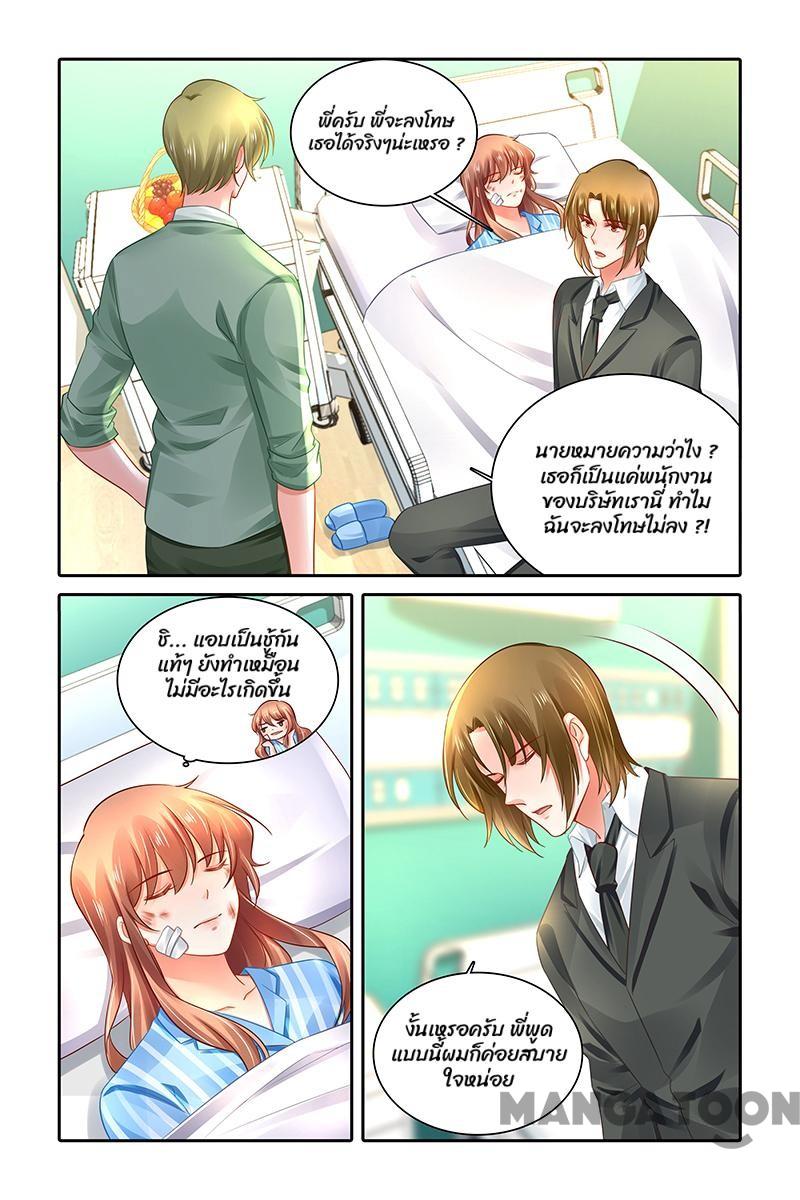 พี่ครับ พี่จะลงโทษ
เธอได้จริงๆน่ะเหรอ ?
นายหมายความว่าไง ?
เธอก็เป็นแค่พนักงาน
ของบริษัทเรานี่ ทำไม
ฉันจะลงโทษไม่ลง ?!
ชิ... แอบเป็นชู้กัน
แท้ๆ ยังทำเหมือน
ไม่มีอะไรเกิดขึ้น
งั้นเหรอครับ พี่พูด
แบบนี้ผมก็ค่อยสบาย
ใจหน่อย
MANGATOON